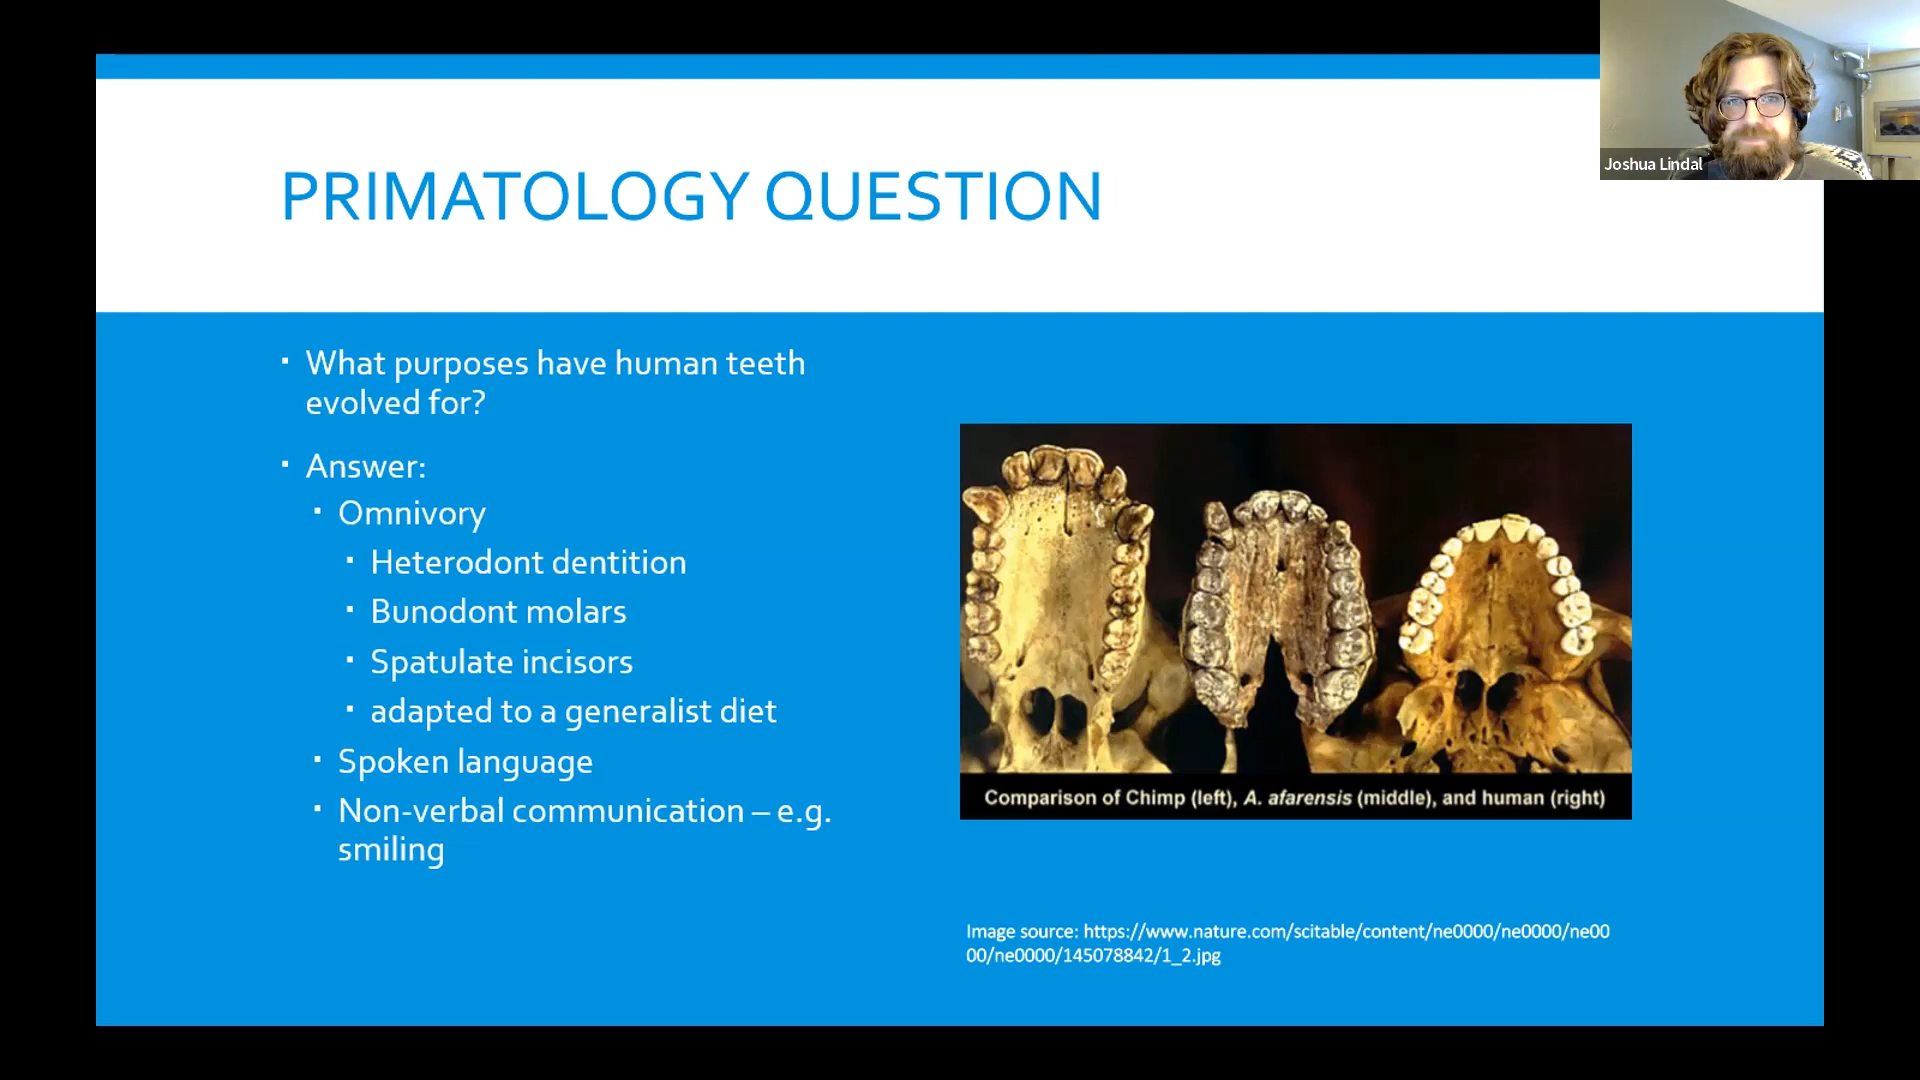 Joshua Lindal
PRIMATOLOGY QUESTION
▪ What purposes have human teeth
evolved for?
▪ Answer:
▪ Omnivory
▪ Heterodont dentition
▪ Bunodont molars
▪ Spatulate incisors
▪ adapted to a generalist diet
▪ Spoken language
▪ Non-verbal communication – e.g.
smiling
Comparison of Chimp (left), A. afarensis (middle), and human (right)
Image source: https://www.nature.com/scitable/content/ne0000/ne0000/ne00
00/ne0000/145078842/1_2.jpg